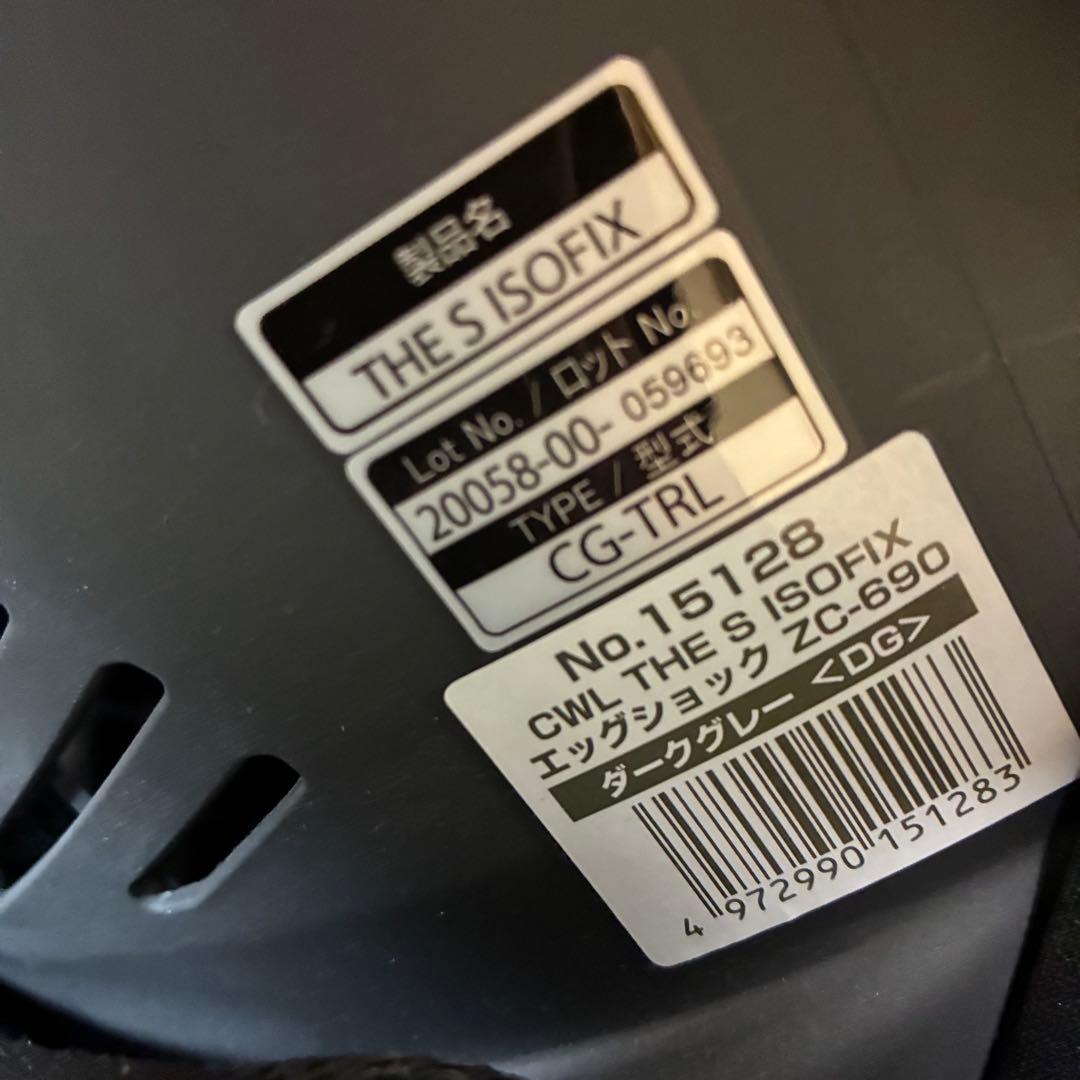 製品名
THE S ISOFIX
Lot No. / ロット No.
20058-00- 059693
TYPE / 型式
CG-TRL
No.15128
CWL THE S ISOFIX
エッグショック ZC-690
ダークグレー <DG>
4 972990 151283